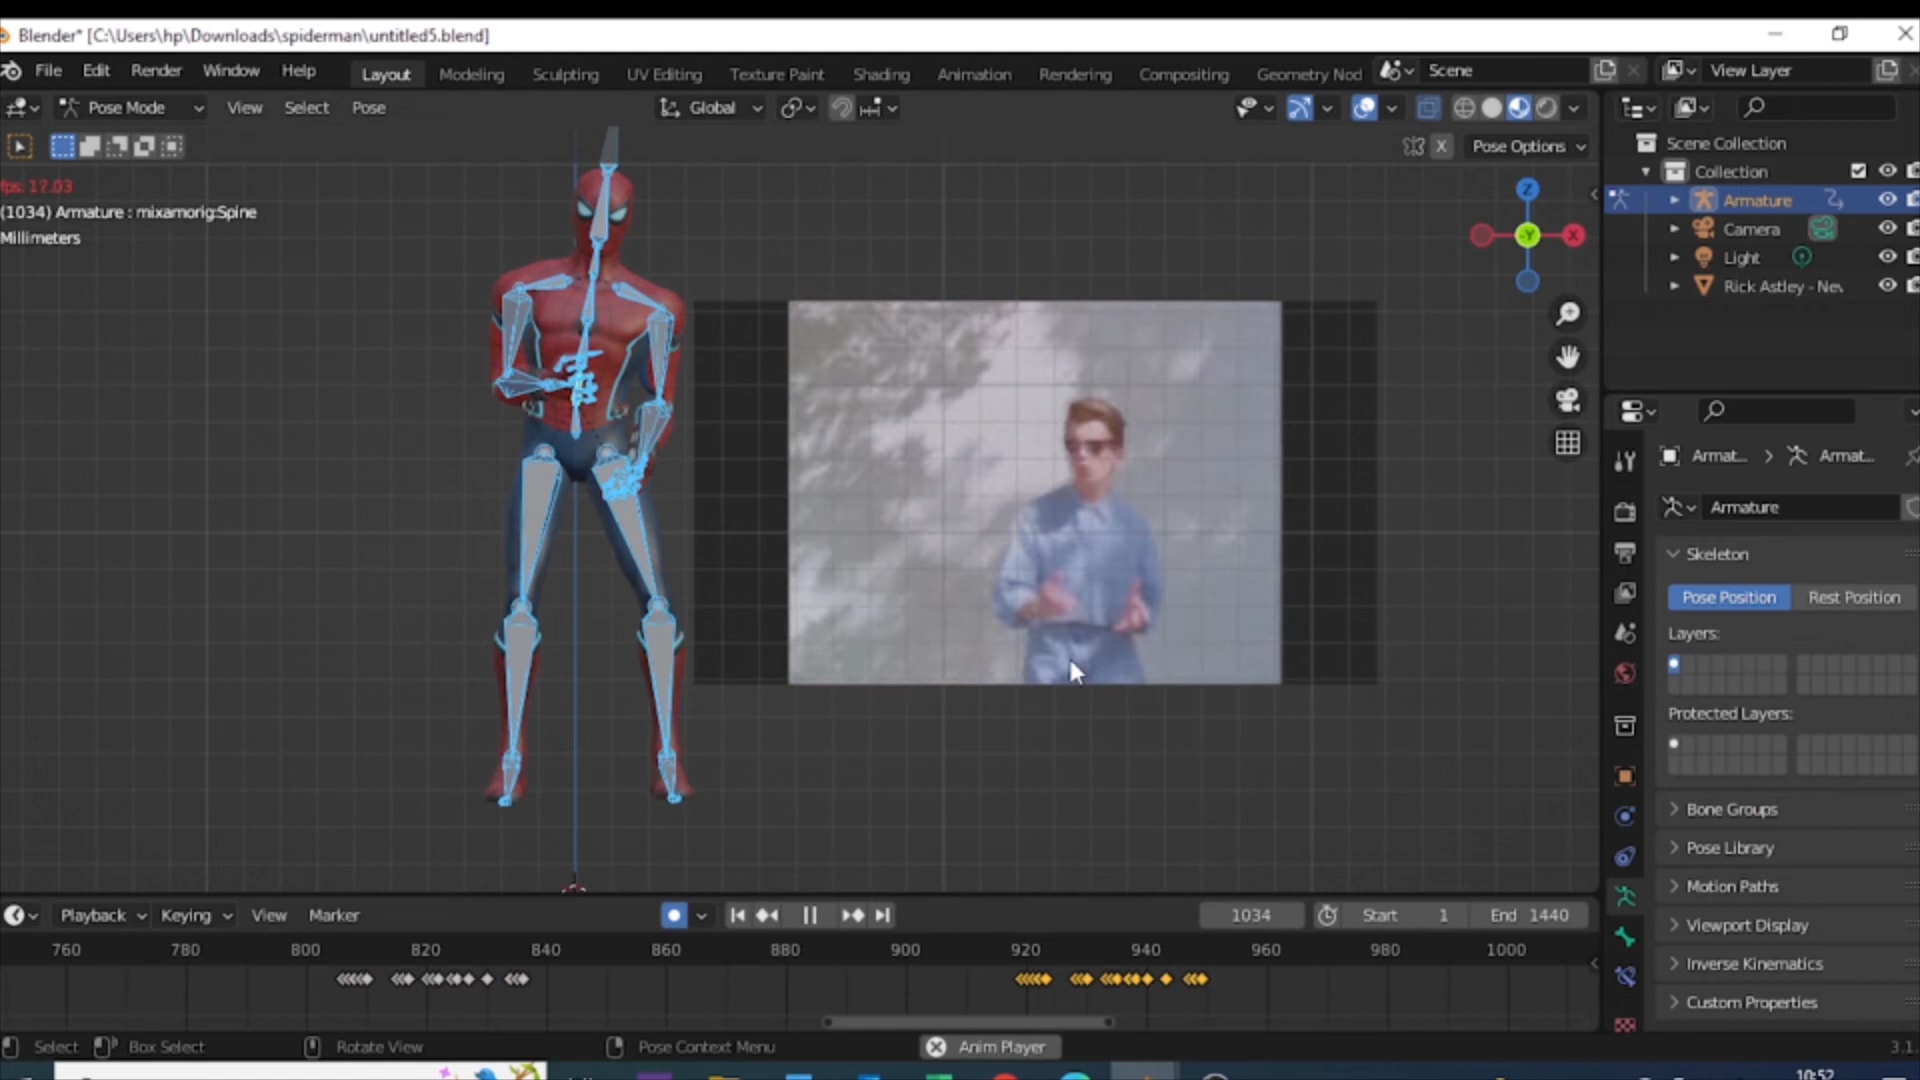 Blender* [C:\Users\hp\Downloads\spiderman\untitled5.blend]
File Edit Render Window Help Layout Modeling Sculpting UV Editing Texture Paint Shading Animation Rendering Compositing Geometry Nod Scene View Layer
Pose Mode View Select Pose Global
X Pose Options
Scene Collection
Collection
fps: 17.03
(1034) Armature : mixamorig:Spine
Millimeters
Z
Y
X
Armature
Camera
Light
Rick Astley - Nev
Armat... Armat...
Armature
Skeleton
Pose Position Rest Position
Layers:
Protected Layers:
Bone Groups
Pose Library
Motion Paths
Viewport Display
Inverse Kinematics
Custom Properties
Playback Keying View Marker 1034 Start 1 End 1440
760 780 800 820 840 860 880 900 920 940 960 980 1000
Select Box Select Rotate View Pose Context Menu Anim Player 3.1.
10:52